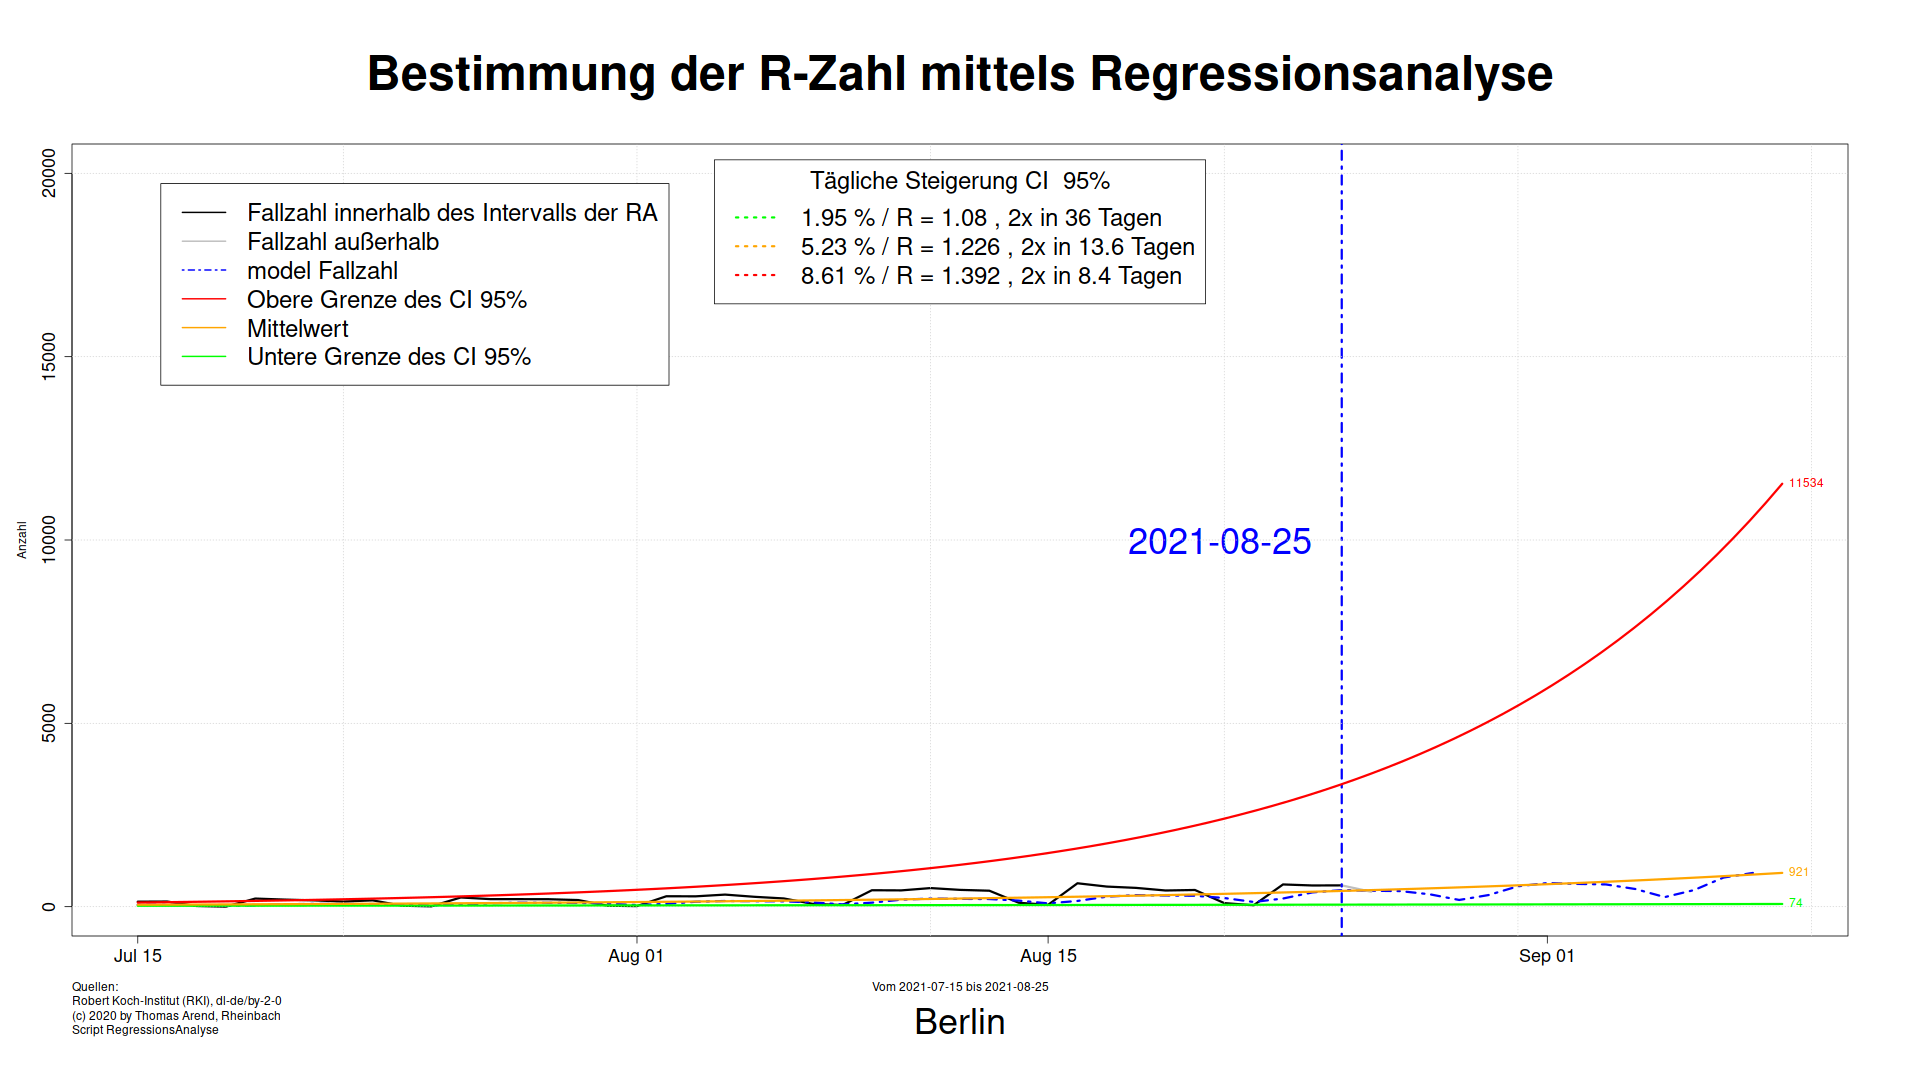 Bestimmung der R-Zahl mittels Regressionsanalyse
Fallzahl innerhalb des Intervalls der RA
Fallzahl außerhalb
model Fallzahl
Obere Grenze des CI 95%
Mittelwert
Untere Grenze des CI 95%
Tägliche Steigerung CI  95%
1.95 % / R = 1.08 , 2x in 36 Tagen
5.23 % / R = 1.226 , 2x in 13.6 Tagen
8.61 % / R = 1.392 , 2x in 8.4 Tagen
20000
15000
10000
5000
0
Anzahl
2021-08-25
11534
921
74
Jul 15
Aug 01
Aug 15
Sep 01
Quellen:
Robert Koch-Institut (RKI), dl-de/by-2-0
(c) 2020 by Thomas Arend, Rheinbach
Script RegressionsAnalyse
Vom 2021-07-15 bis 2021-08-25
Berlin